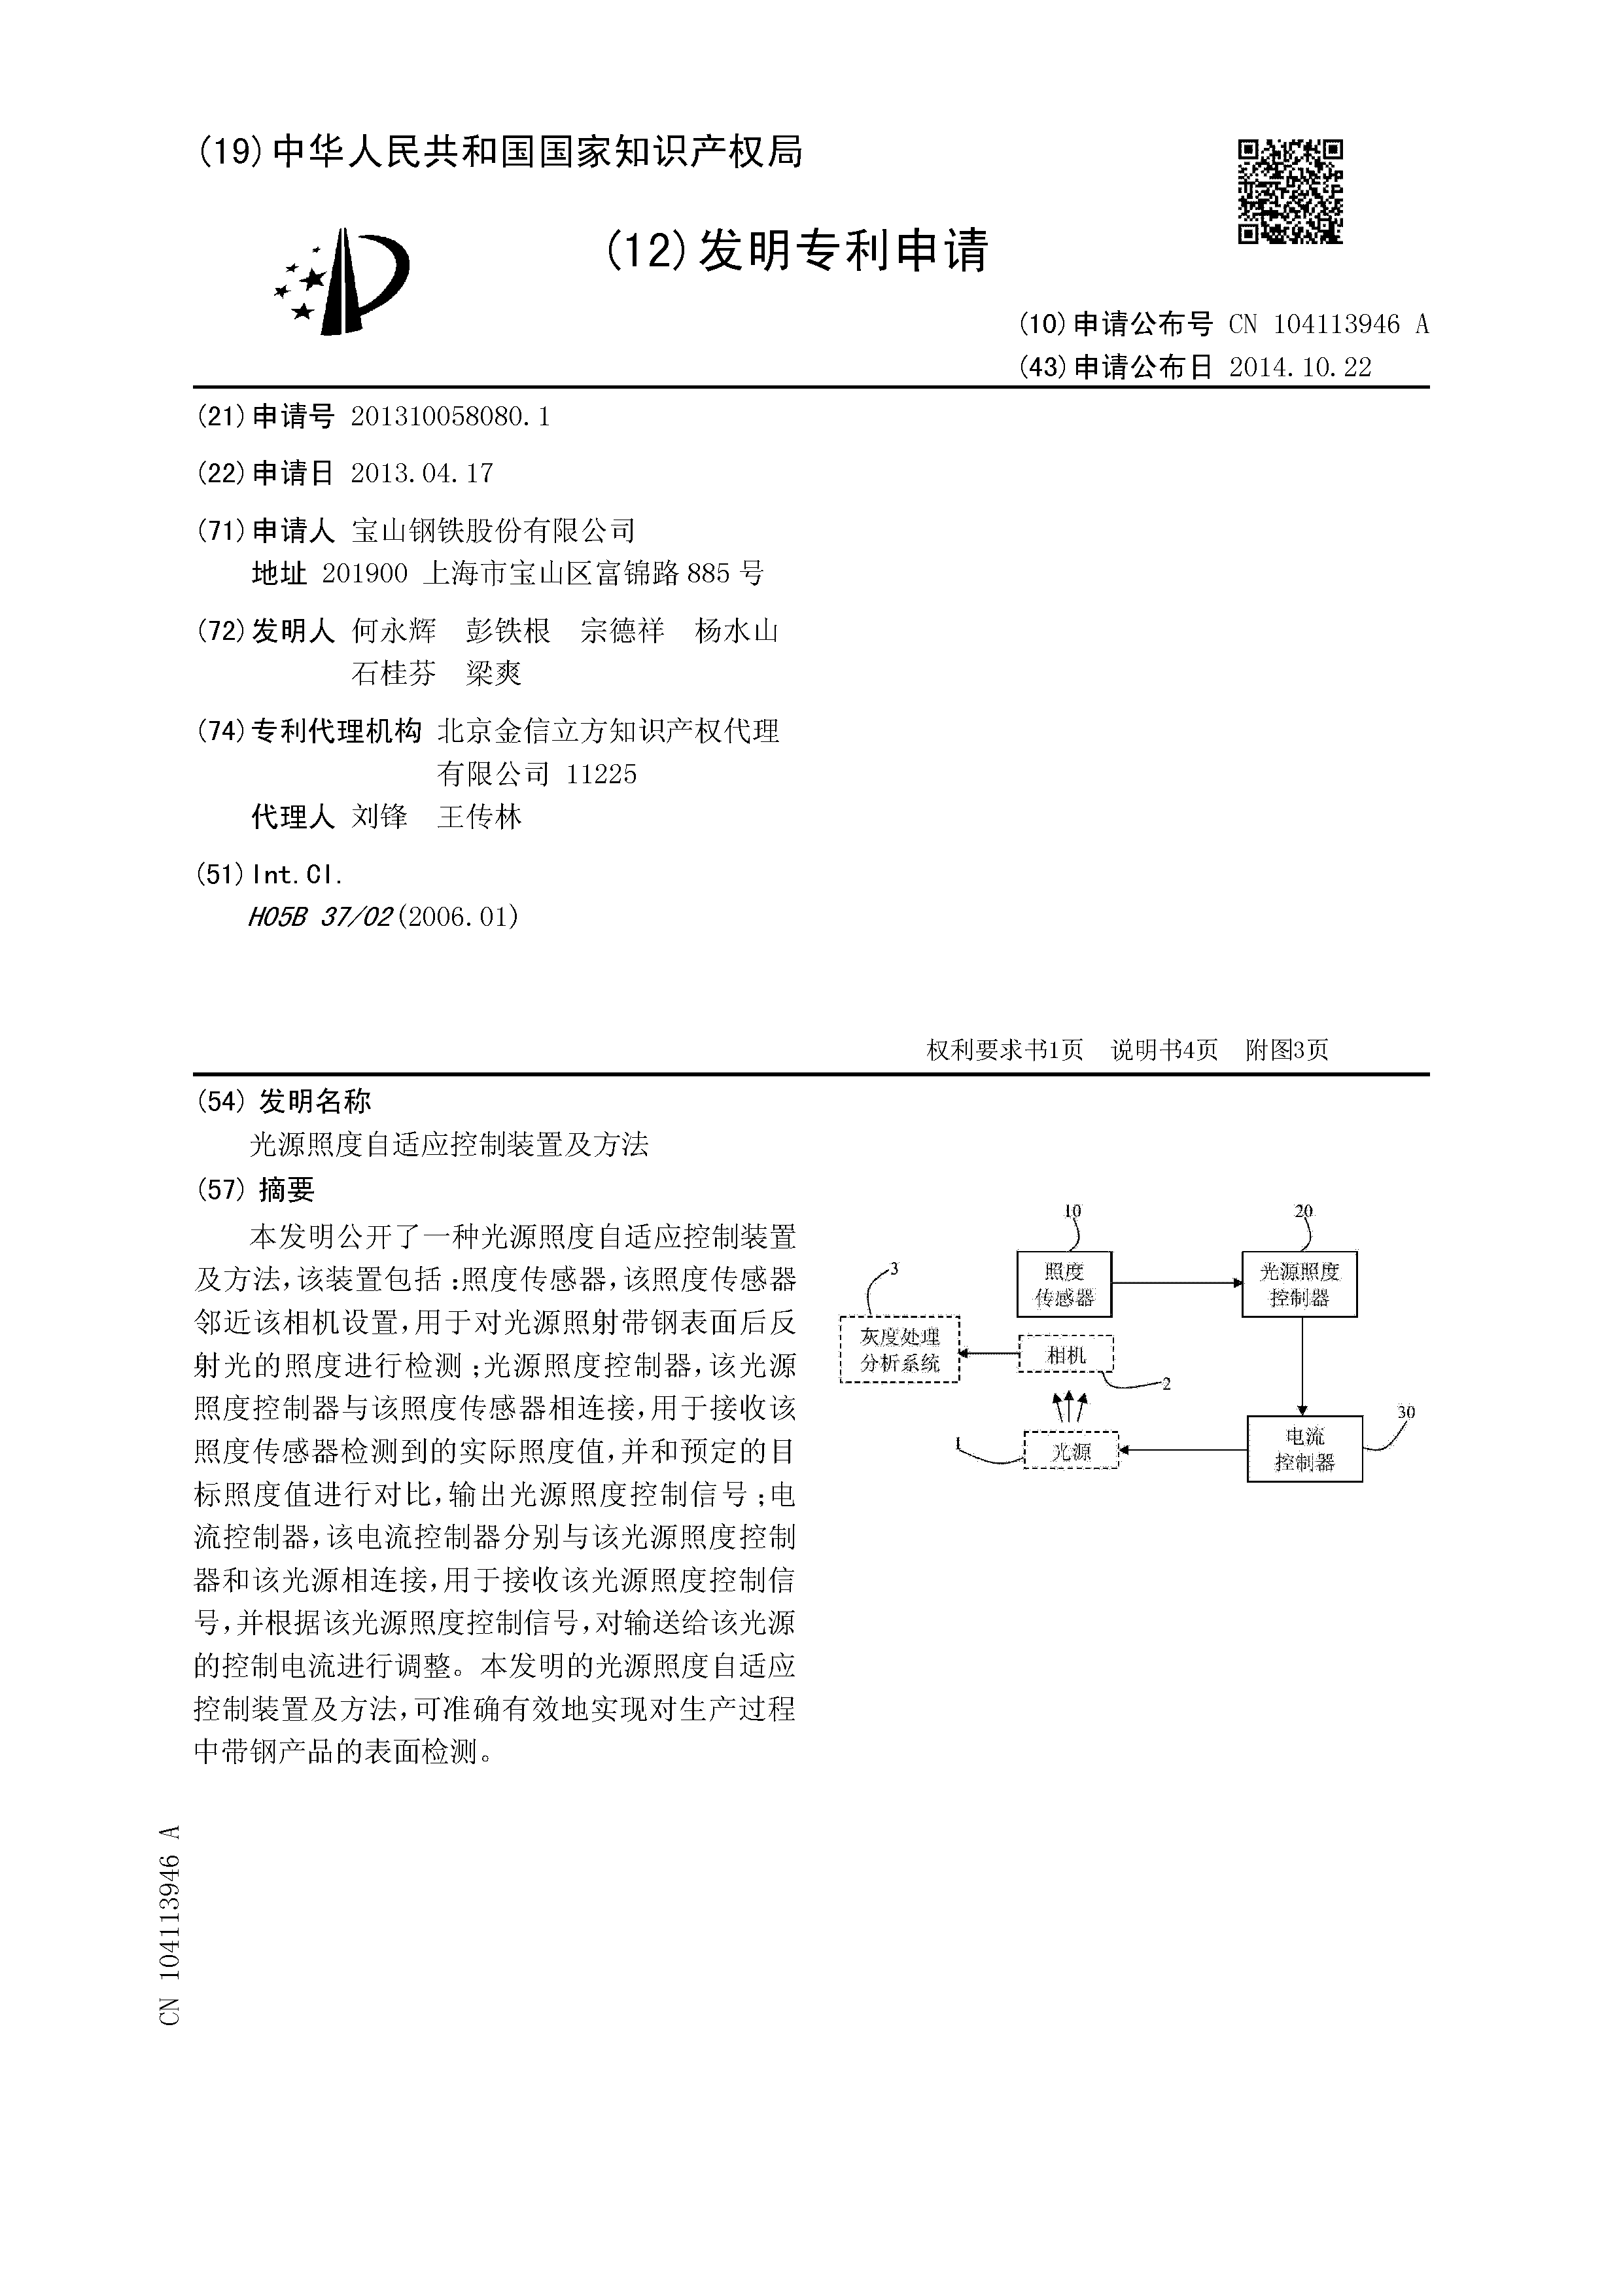 (19)中华人民共和国国家知识产权局
(12)发明专利申请
(10)申请公布号 CN 104113946 A
(43)申请公布日 2014.10.22
(21)申请号 201310058080.1
(22)申请日 2013.04.17
(71)申请人 宝山钢铁股份有限公司
地址 201900 上海市宝山区富锦路 885 号
(72)发明人 何永辉 彭铁根 宗德祥 杨水山
石桂芬 梁爽
(74)专利代理机构 北京金信立方知识产权代理
有限公司 11225
代理人 刘锋 王传林
(51)Int.Cl.
H05B 37/02(2006.01)
权利要求书1页 说明书4页 附图3页
(54) 发明名称
光源照度自适应控制装置及方法
(57) 摘要
本发明公开了一种光源照度自适应控制装置
及方法,该装置包括:照度传感器,该照度传感器
邻近该相机设置,用于对光源照射带钢表面后反
射光的照度进行检测;光源照度控制器,该光源
照度控制器与该照度传感器相连接,用于接收该
照度传感器检测到的实际照度值,并和预定的目
标照度值进行对比,输出光源照度控制信号;电
流控制器,该电流控制器分别与该光源照度控制
器和该光源相连接,用于接收该光源照度控制信
号,并根据该光源照度控制信号,对输送给该光源
的控制电流进行调整。本发明的光源照度自适应
控制装置及方法,可准确有效地实现对生产过程
中带钢产品的表面检测。
10
20
照度
传感器
光源照度
控制器
3
灰度处理
分析系统
相机
2
30
电流
控制器
1
光源
CN 104113946 A